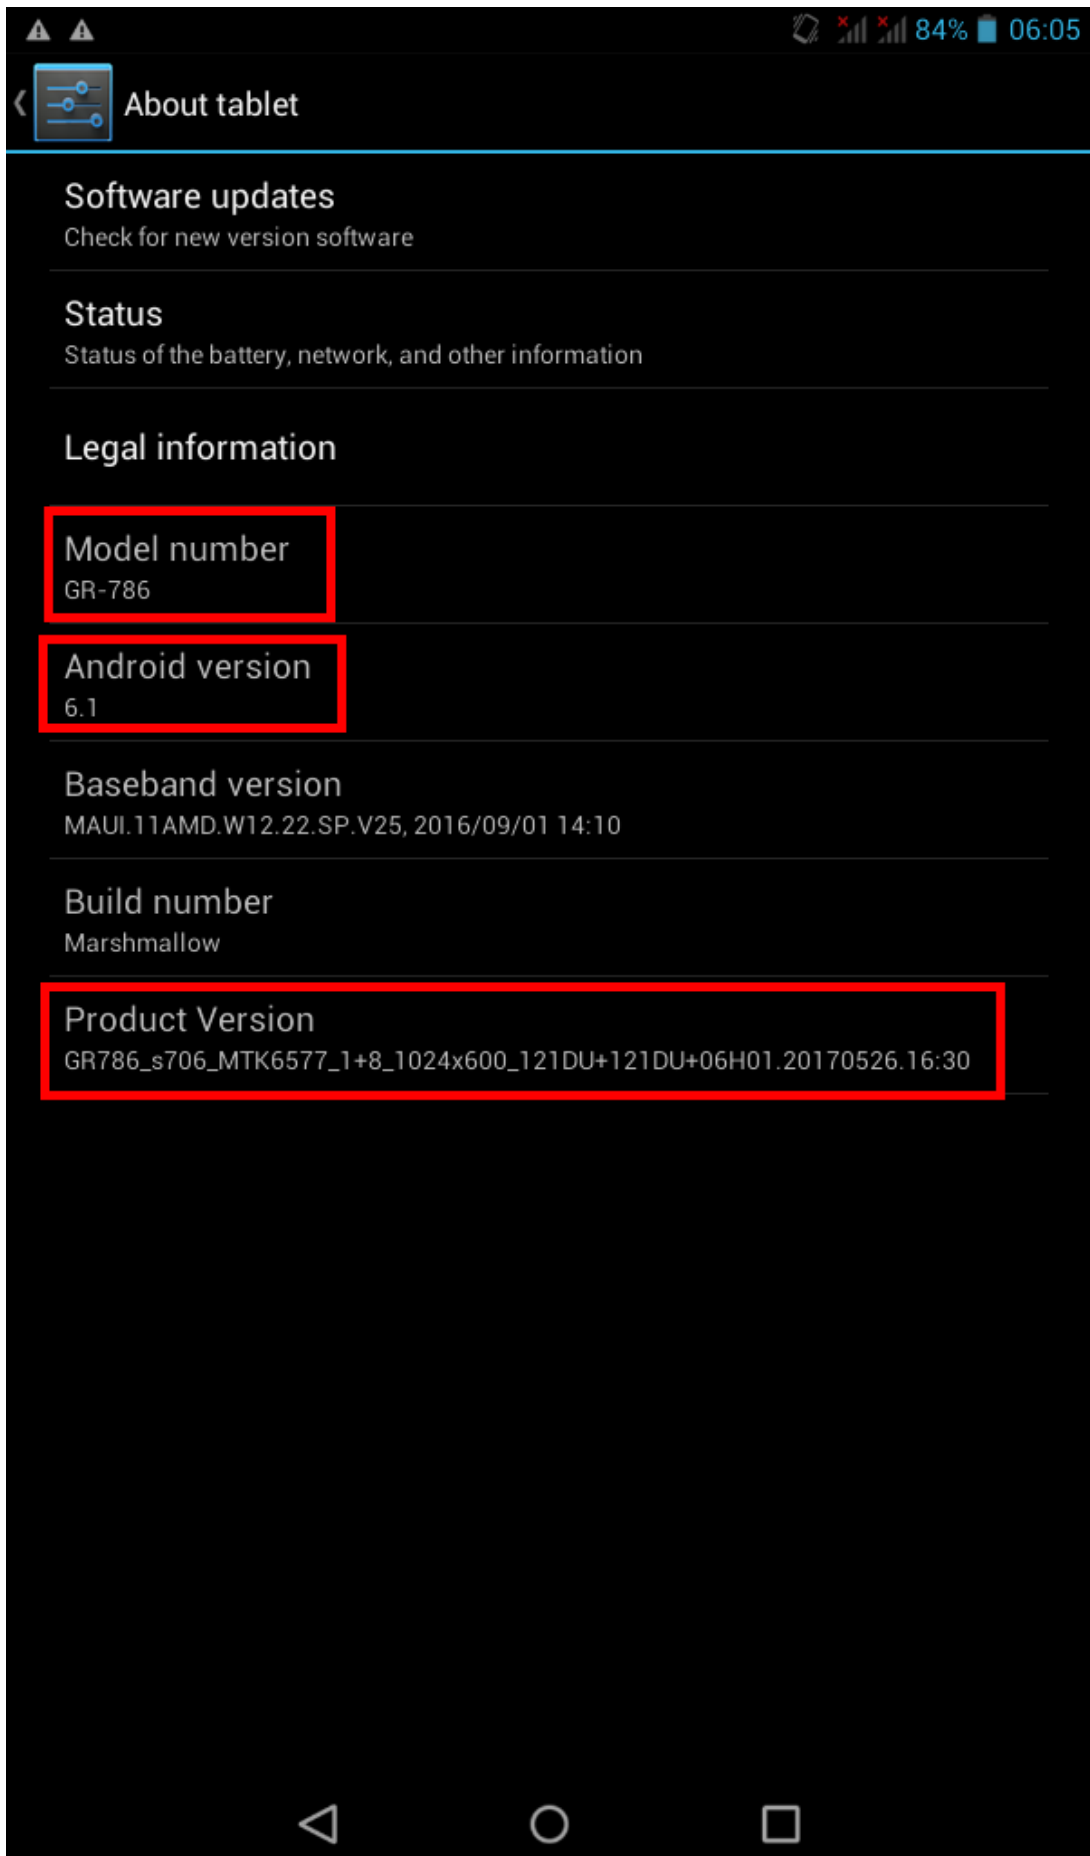 84% 06:05
About tablet
Software updates
Check for new version software
Status
Status of the battery, network, and other information
Legal information
Model number
GR-786
Android version
6.1
Baseband version
MAUI.11AMD.W12.22.SP.V25, 2016/09/01 14:10
Build number
Marshmallow
Product Version
GR786_s706_MTK6577_1+8_1024x600_121DU+121DU+06H01.20170526.16:30